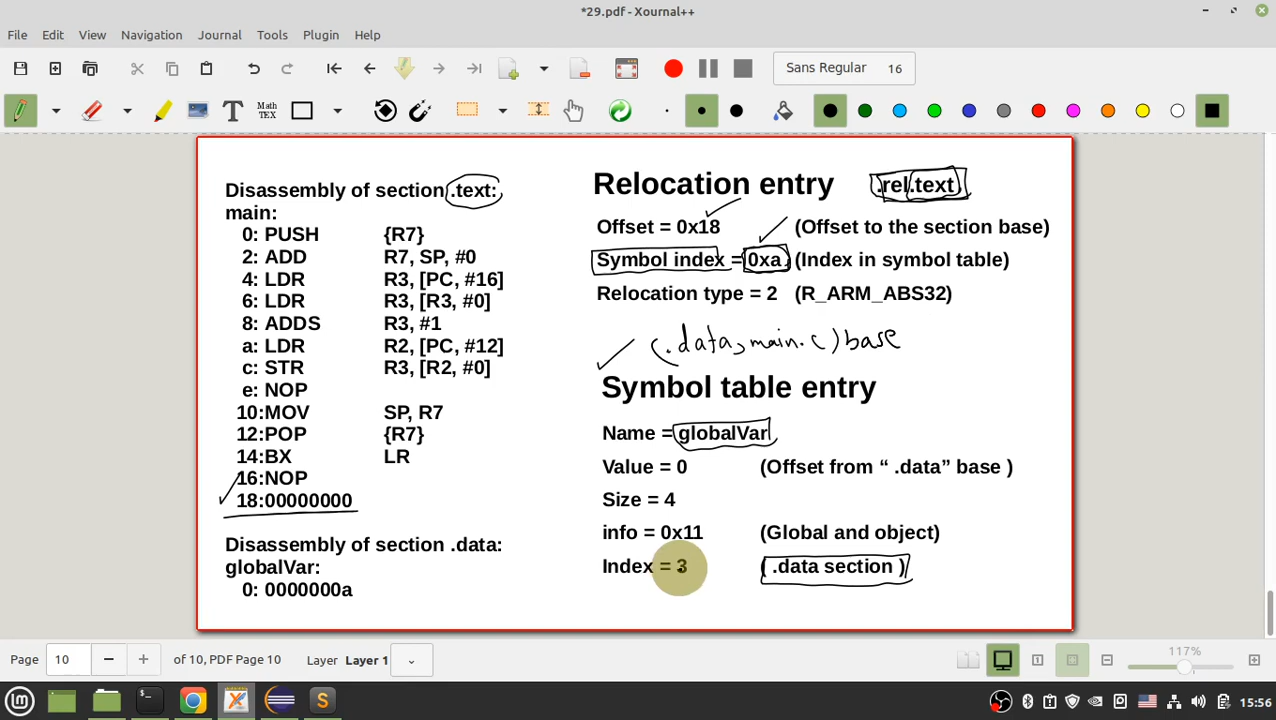 *29.pdf - Xournal++
File Edit View Navigation Journal Tools Plugin Help
Sans Regular 16
Math
TEX
Disassembly of section .text:
main:
0: PUSH {R7}
2: ADD R7, SP, #0
4: LDR R3, [PC, #16]
6: LDR R3, [R3, #0]
8: ADDS R3, #1
a: LDR R2, [PC, #12]
c: STR R3, [R2, #0]
e: NOP
10:MOV SP, R7
12:POP {R7}
14:BX LR
16:NOP
18:00000000
Disassembly of section .data:
globalVar:
0: 0000000a
Relocation entry .rel.text
Offset = 0x18 (Offset to the section base)
Symbol index = 0xa (Index in symbol table)
Relocation type = 2 (R_ARM_ABS32)
(.data, main.c) base
Symbol table entry
Name = globalVar
Value = 0 (Offset from “ .data” base )
Size = 4
info = 0x11 (Global and object)
Index = 3 ( .data section )
Page 10 of 10, PDF Page 10 Layer Layer 1 117%
15:56